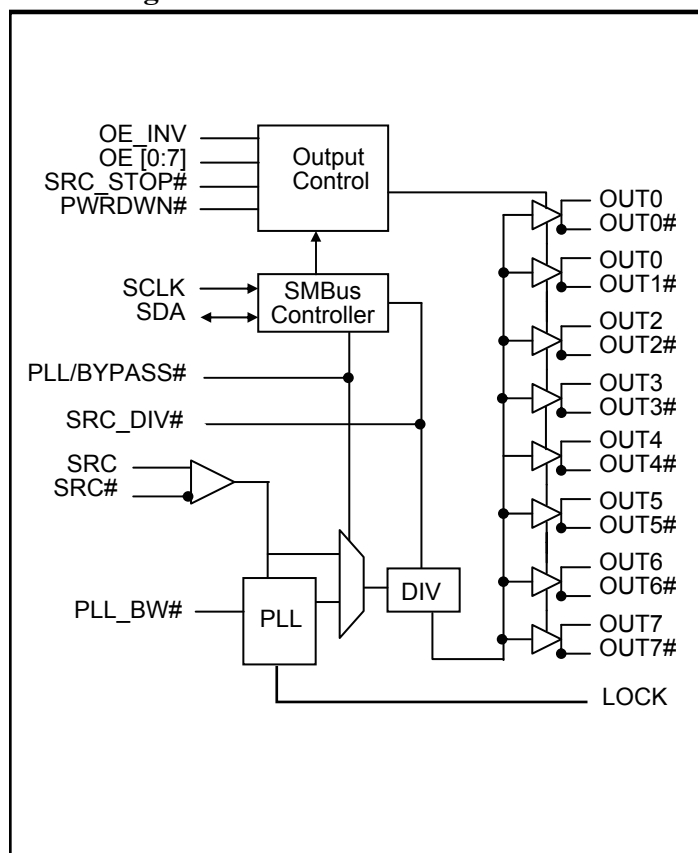 OE_INV
OE [0:7]
SRC_STOP#
PWRDWN#
Output
Control
SCLK
SDA
SMBus
Controller
PLL/BYPASS#
SRC_DIV#
SRC
SRC#
PLL_BW#
PLL
DIV
OUT0
OUT0#
OUT0
OUT1#
OUT2
OUT2#
OUT3
OUT3#
OUT4
OUT4#
OUT5
OUT5#
OUT6
OUT6#
OUT7
OUT7#
LOCK